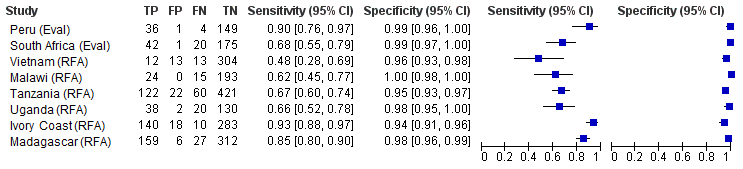 Study TP FP FN TN Sensitivity (95% CI) Specificity (95% CI) Sensitivity (95% CI) Specificity (95% CI)
Peru (Eval) 36 1 4 149 0.90 [0.76, 0.97] 0.99 [0.96, 1.00]
South Africa (Eval) 42 1 20 175 0.68 [0.55, 0.79] 0.99 [0.97, 1.00]
Vietnam (RFA) 12 13 13 304 0.48 [0.28, 0.69] 0.96 [0.93, 0.98]
Malawi (RFA) 24 0 15 193 0.62 [0.45, 0.77] 1.00 [0.98, 1.00]
Tanzania (RFA) 122 22 60 421 0.67 [0.60, 0.74] 0.95 [0.93, 0.97]
Uganda (RFA) 38 2 20 130 0.66 [0.52, 0.78] 0.98 [0.95, 1.00]
Ivory Coast (RFA) 140 18 10 283 0.93 [0.88, 0.97] 0.94 [0.91, 0.96]
Madagascar (RFA) 159 6 27 312 0.85 [0.80, 0.90] 0.98 [0.96, 0.99]
0 0.2 0.4 0.6 0.8 1 0 0.2 0.4 0.6 0.8 1